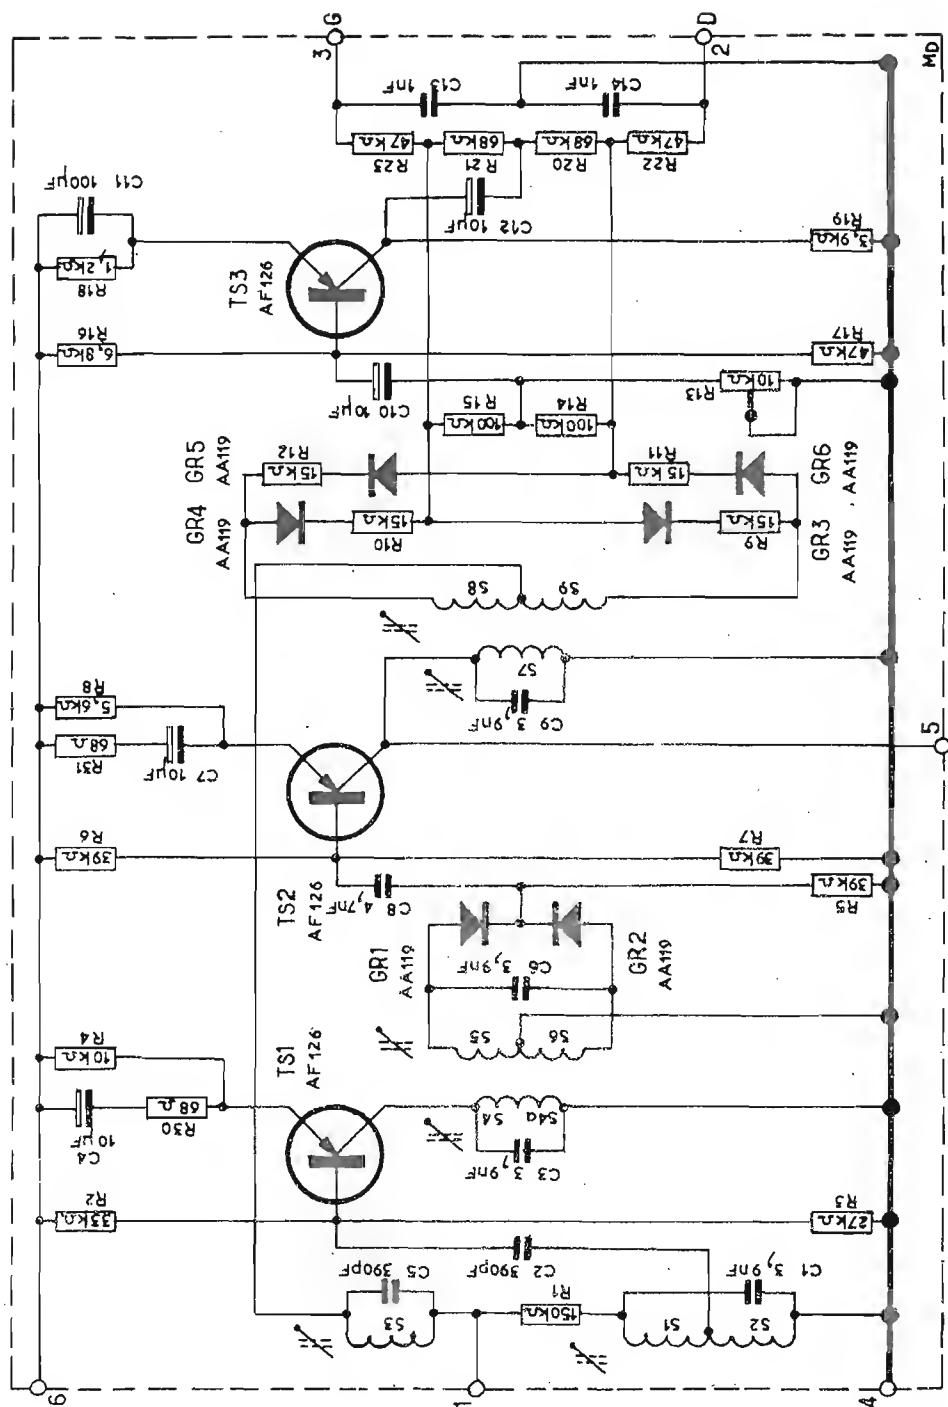 6
1
4
5
3
G
2
D
MD
C11
100µF
R18
1,2kΩ
R16
6,8kΩ
TS3
AF126
C10
10µF
C12
10µF
R23
47kΩ
R21
68kΩ
R20
68kΩ
R22
47kΩ
C13
1nF
C14
1nF
R19
3,9kΩ
R17
47kΩ
R13
10kΩ
R15
100kΩ
R14
100kΩ
GR5
AA119
R12
15kΩ
GR4
AA119
R10
15kΩ
R11
15kΩ
GR6
AA119
R9
15kΩ
GR3
AA119
S8
S9
S7
C9
3,9nF
R8
5,6kΩ
R31
68Ω
C7
10µF
R6
39kΩ
TS2
AF126
C8
4,7nF
R7
39kΩ
R5
39kΩ
GR1
AA119
GR2
AA119
C6
3,9nF
S5
S6
R4
10kΩ
C4
10µF
R30
68Ω
TS1
AF126
S4
S4a
C3
3,9nF
R2
33kΩ
R3
27kΩ
C5
390pF
S3
C2
390pF
R1
150kΩ
S1
S2
C1
3,9nF